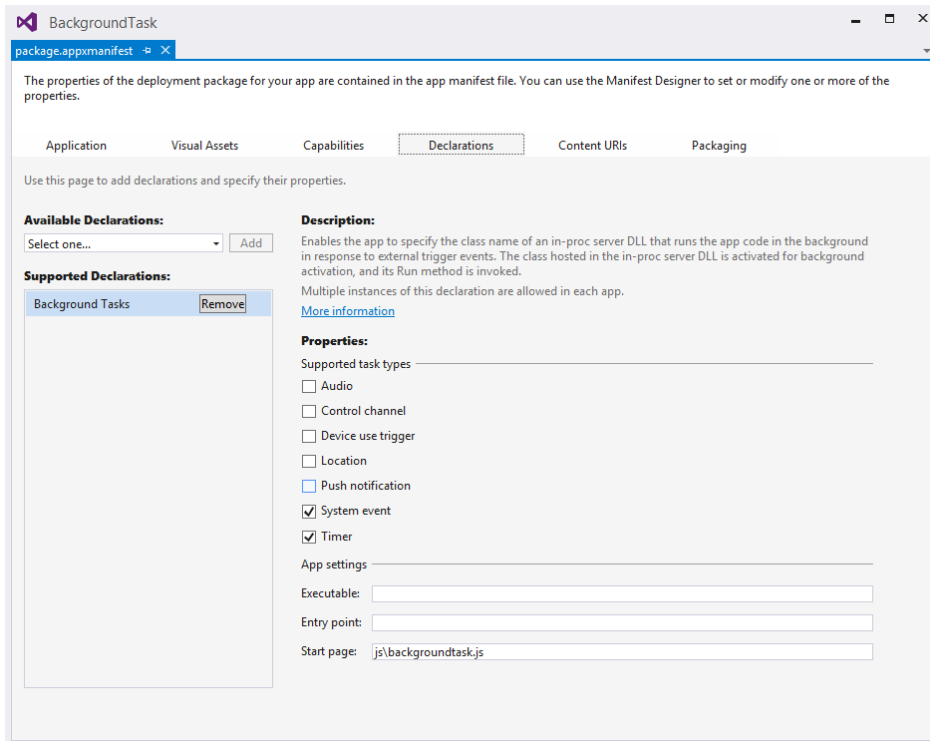 BackgroundTask
package.appxmanifest
The properties of the deployment package for your app are contained in the app manifest file. You can use the Manifest Designer to set or modify one or more of the
properties.
Application Visual Assets Capabilities Declarations Content URIs Packaging
Use this page to add declarations and specify their properties.
Available Declarations:
Select one... Add
Supported Declarations:
Background Tasks Remove
Description:
Enables the app to specify the class name of an in-proc server DLL that runs the app code in the background
in response to external trigger events. The class hosted in the in-proc server DLL is activated for background
activation, and its Run method is invoked.
Multiple instances of this declaration are allowed in each app.
More information
Properties:
Supported task types
Audio
Control channel
Device use trigger
Location
Push notification
System event
Timer
App settings
Executable:
Entry point:
Start page: js\backgroundtask.js